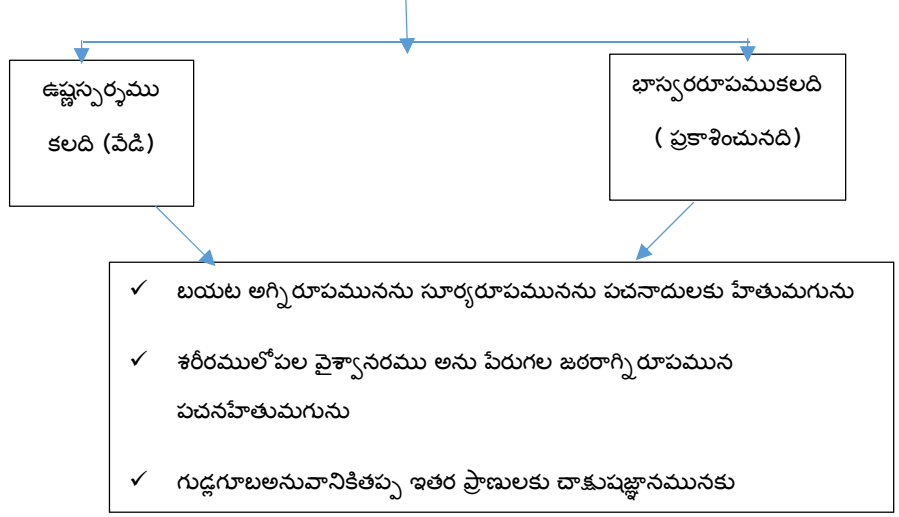 ఉష్ణస్పర్శము
కలది (వేడి)
భాస్వరరూపముకలది
( ప్రకాశించునది)
బయట అగ్నిరూపమునను సూర్యరూపమునను పచనాదులకు హేతుమగును
శరీరములోపల వైశ్వానరము అను పేరుగల జఠరాగ్నిరూపమున
పచనహేతుమగును
గుడ్లగూబఅనువానికితప్ప ఇతర ప్రాణులకు చాక్షుషజ్ఞానమునకు